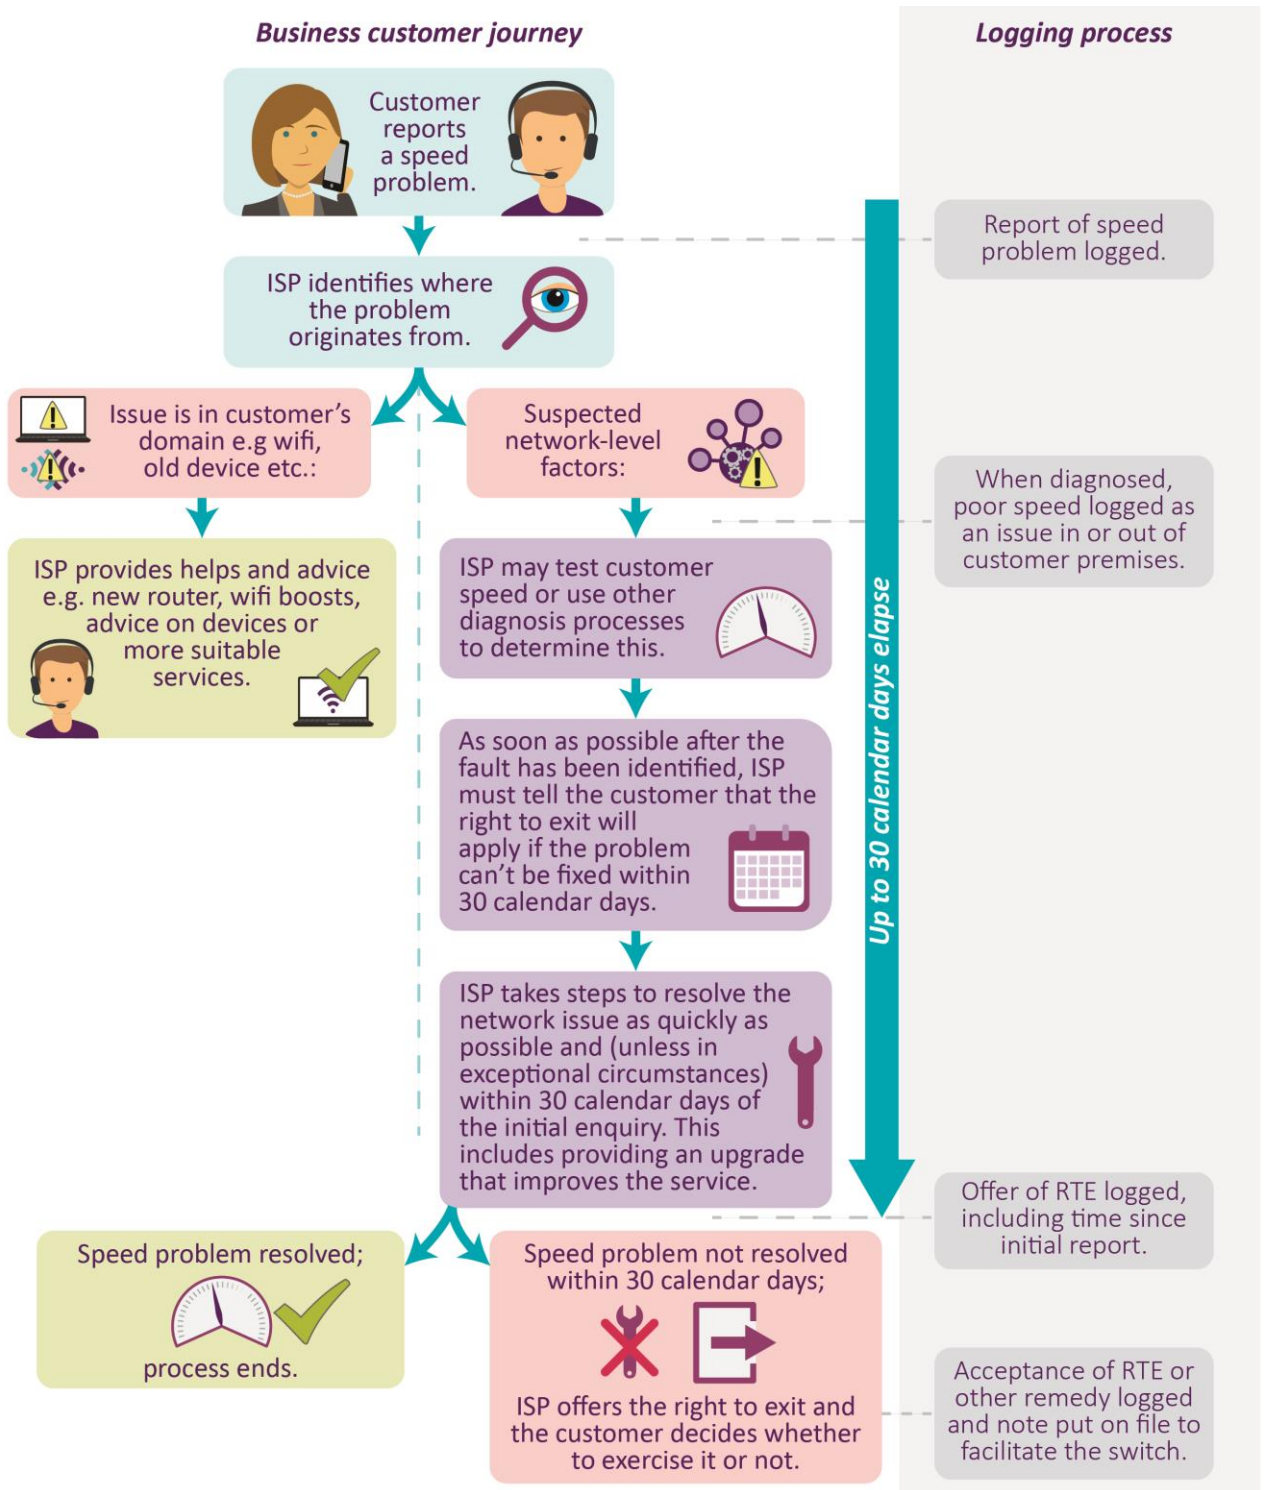 Business customer journey
Logging process
Customer
reports
a speed
problem.
Report of speed
problem logged.
ISP identifies where
the problem
originates from.
Issue is in customer’s
domain e.g wifi,
old device etc.:
Suspected
network-level
factors:
When diagnosed,
poor speed logged as
an issue in or out of
customer premises.
ISP provides helps and advice
e.g. new router, wifi boosts,
advice on devices or
more suitable
services.
ISP may test customer
speed or use other
diagnosis processes
to determine this.
Up to 30 calendar days elapse
As soon as possible after the
fault has been identified, ISP
must tell the customer that the
right to exit will
apply if the problem
can’t be fixed within
30 calendar days.
ISP takes steps to resolve the
network issue as quickly as
possible and (unless in
exceptional circumstances)
within 30 calendar days of
the initial enquiry. This
includes providing an upgrade
that improves the service.
Offer of RTE logged,
including time since
initial report.
Speed problem resolved;
process ends.
Speed problem not resolved
within 30 calendar days;
ISP offers the right to exit and
the customer decides whether
to exercise it or not.
Acceptance of RTE or
other remedy logged
and note put on file to
facilitate the switch.